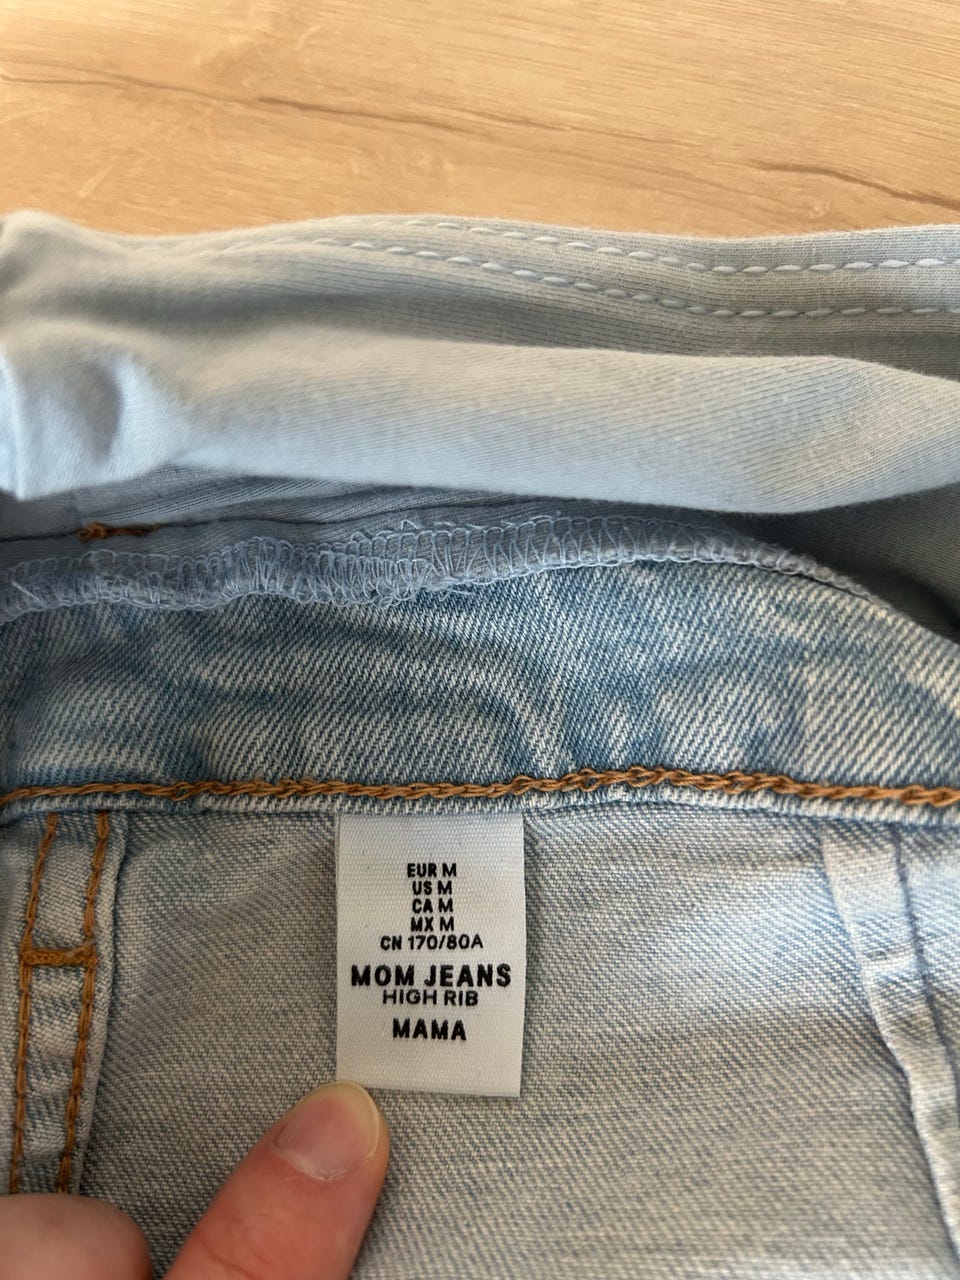 EUR M
US M
CA M
MX M
CN 170/80A
MOM JEANS
HIGH RIB
MAMA